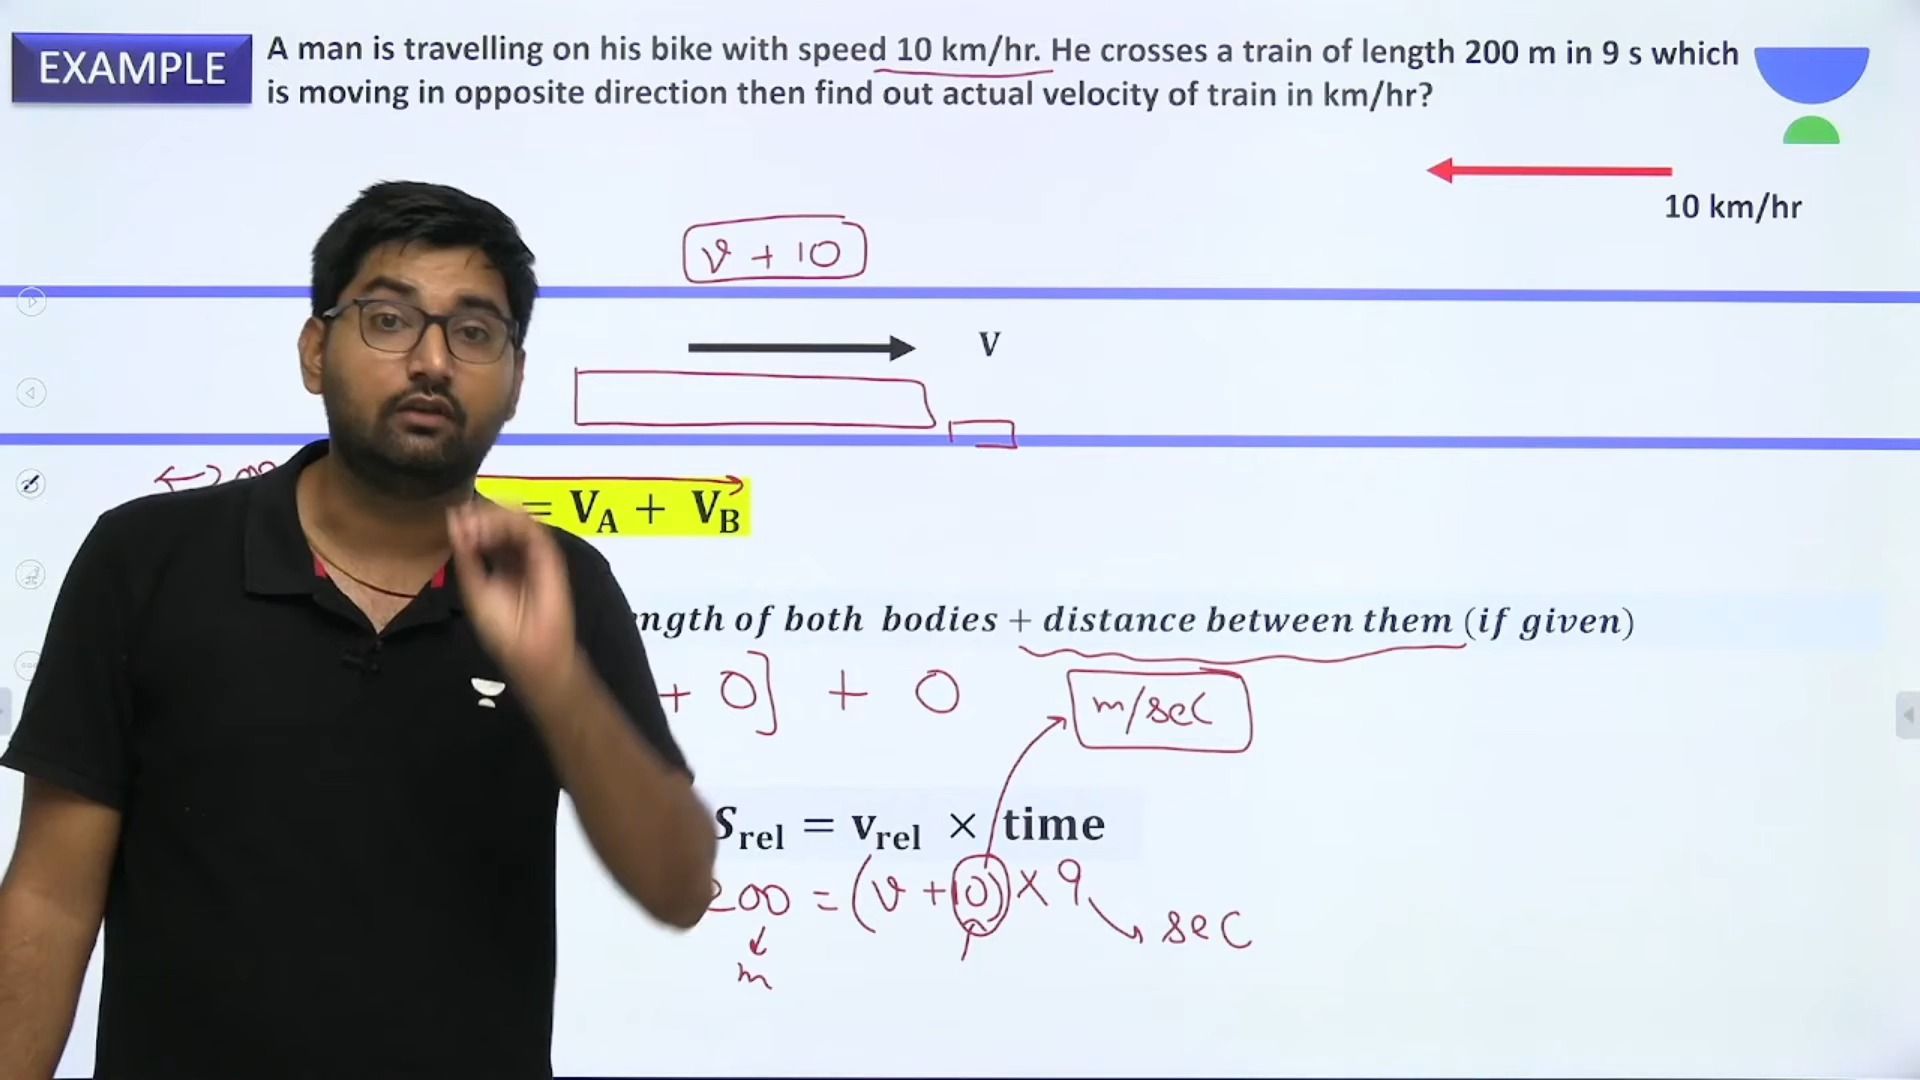 EXAMPLE
A man is travelling on his bike with speed 10 km/hr. He crosses a train of length 200 m in 9 s which
is moving in opposite direction then find out actual velocity of train in km/hr?
10 km/hr
v + 10
V
= VA + VB
ngth of both bodies + distance between them (if given)
+ 0] + 0
m/sec
Srel = vrel × time
200 = (v + 10) × 9
sec
m